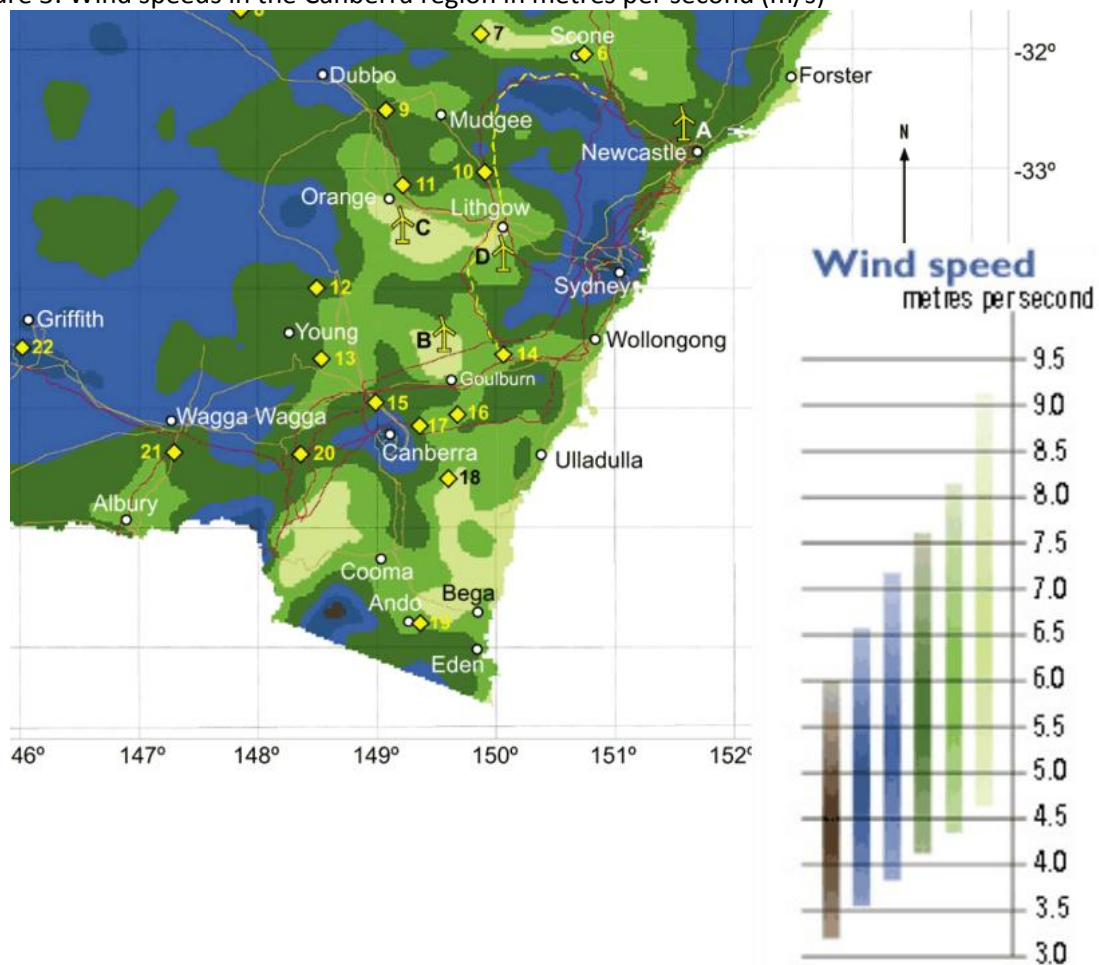 ure 3: Wind speeds in the Canberra region in metres per second (m/s)
7
Scone
6
-32º
Dubbo
Forster
9
Mudgee
A
Newcastle
N
10
-33º
11
Orange
Lithgow
C
D
Wind speed
metres per second
Sydney
12
Griffith
Young
B
Wollongong
9.5
22
13
14
Goulburn
9.0
15
16
Wagga Wagga
17
8.5
21
20
Canberra
Ulladulla
18
8.0
Albury
7.5
Cooma
7.0
Ando
Bega
19
6.5
Eden
6.0
46º
147º
148º
149º
150º
151º
152º
5.5
5.0
4.5
4.0
3.5
3.0